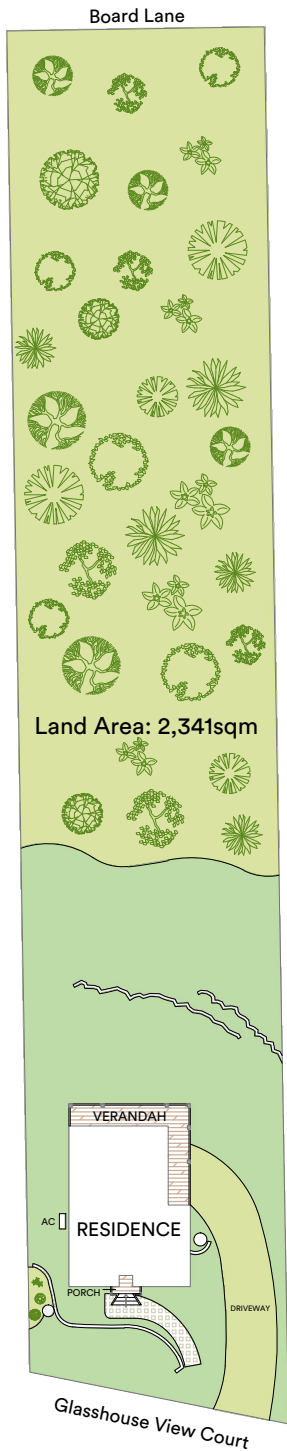 Board Lane
Land Area: 2,341sqm
VERANDAH
AC
RESIDENCE
PORCH
DRIVEWAY
Glasshouse View Court